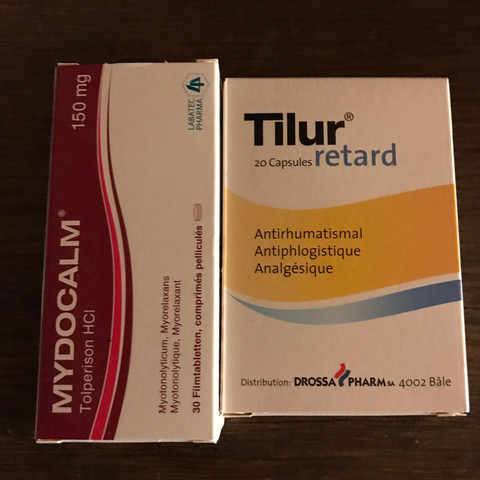 MYDOCALM® 150 mg
Tolperison HCl
LABATEC PHARMA
Myotonolyticum, Myorelaxans
Myotonolytique, Myorelaxant
30 Filmtabletten, comprimés pelliculés
Tilur®
20 Capsules retard
Antirhumatismal
Antiphlogistique
Analgésique
Distribution: DROSSA PHARM SA 4002 Bâle